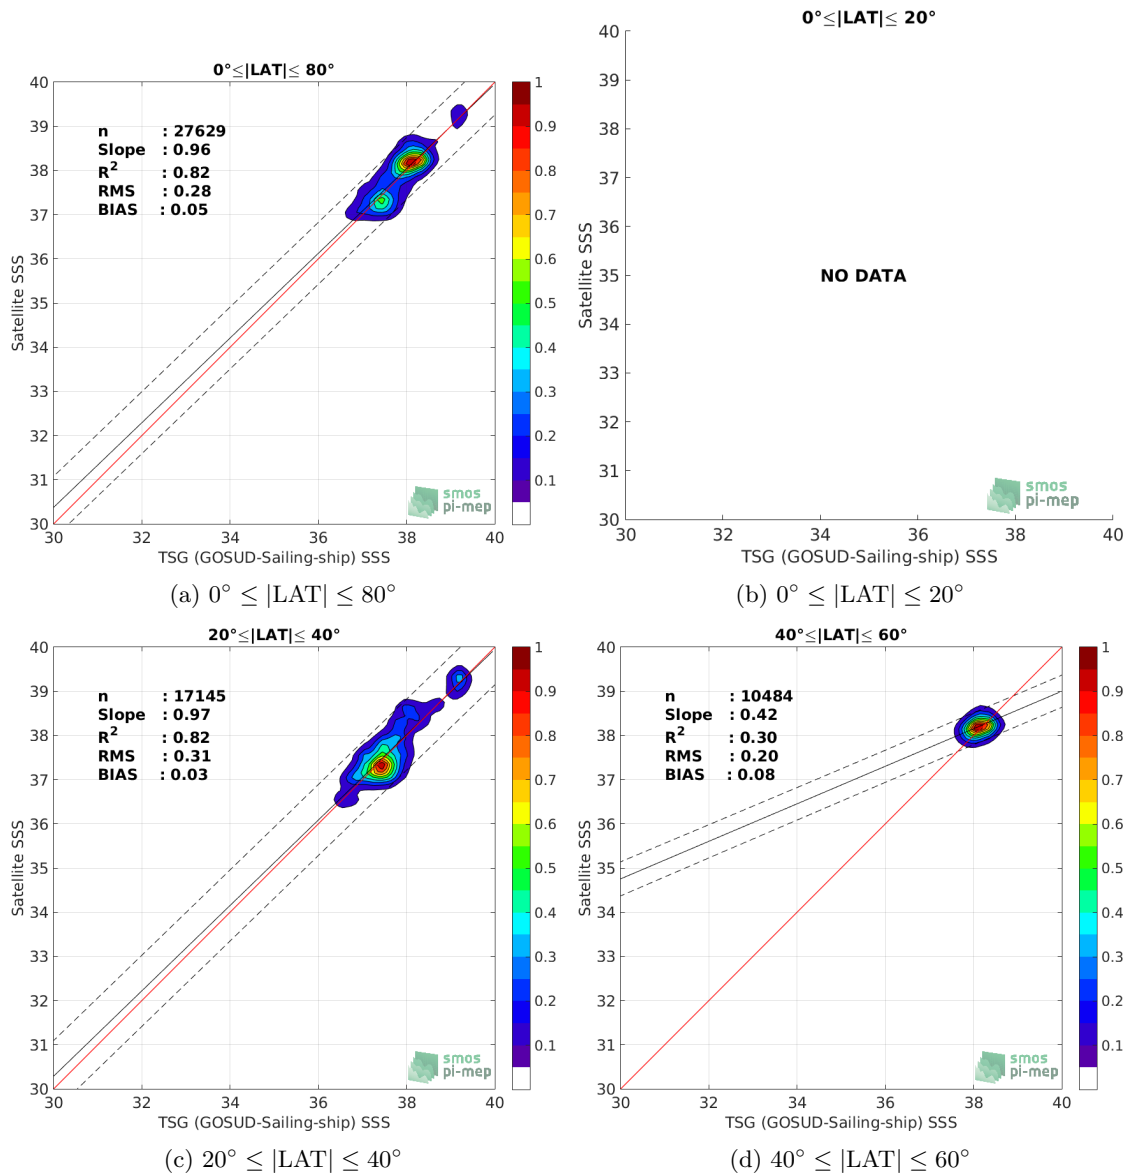 0°≤|LAT|≤ 80°
n : 27629
Slope : 0.96
R² : 0.82
RMS : 0.28
BIAS : 0.05
40
39
38
37
36
35
34
33
32
31
30
30 32 34 36 38 40
Satellite SSS
TSG (GOSUD-Sailing-ship) SSS
1
0.9
0.8
0.7
0.6
0.5
0.4
0.3
0.2
0.1
smos
pi-mep
(a) 0° ≤ |LAT| ≤ 80°
0°≤|LAT|≤ 20°
NO DATA
40
39
38
37
36
35
34
33
32
31
30
30 32 34 36 38 40
Satellite SSS
TSG (GOSUD-Sailing-ship) SSS
smos
pi-mep
(b) 0° ≤ |LAT| ≤ 20°
20°≤|LAT|≤ 40°
n : 17145
Slope : 0.97
R² : 0.82
RMS : 0.31
BIAS : 0.03
40
39
38
37
36
35
34
33
32
31
30
30 32 34 36 38 40
Satellite SSS
TSG (GOSUD-Sailing-ship) SSS
1
0.9
0.8
0.7
0.6
0.5
0.4
0.3
0.2
0.1
smos
pi-mep
(c) 20° ≤ |LAT| ≤ 40°
40°≤|LAT|≤ 60°
n : 10484
Slope : 0.42
R² : 0.30
RMS : 0.20
BIAS : 0.08
40
39
38
37
36
35
34
33
32
31
30
30 32 34 36 38 40
Satellite SSS
TSG (GOSUD-Sailing-ship) SSS
1
0.9
0.8
0.7
0.6
0.5
0.4
0.3
0.2
0.1
smos
pi-mep
(d) 40° ≤ |LAT| ≤ 60°